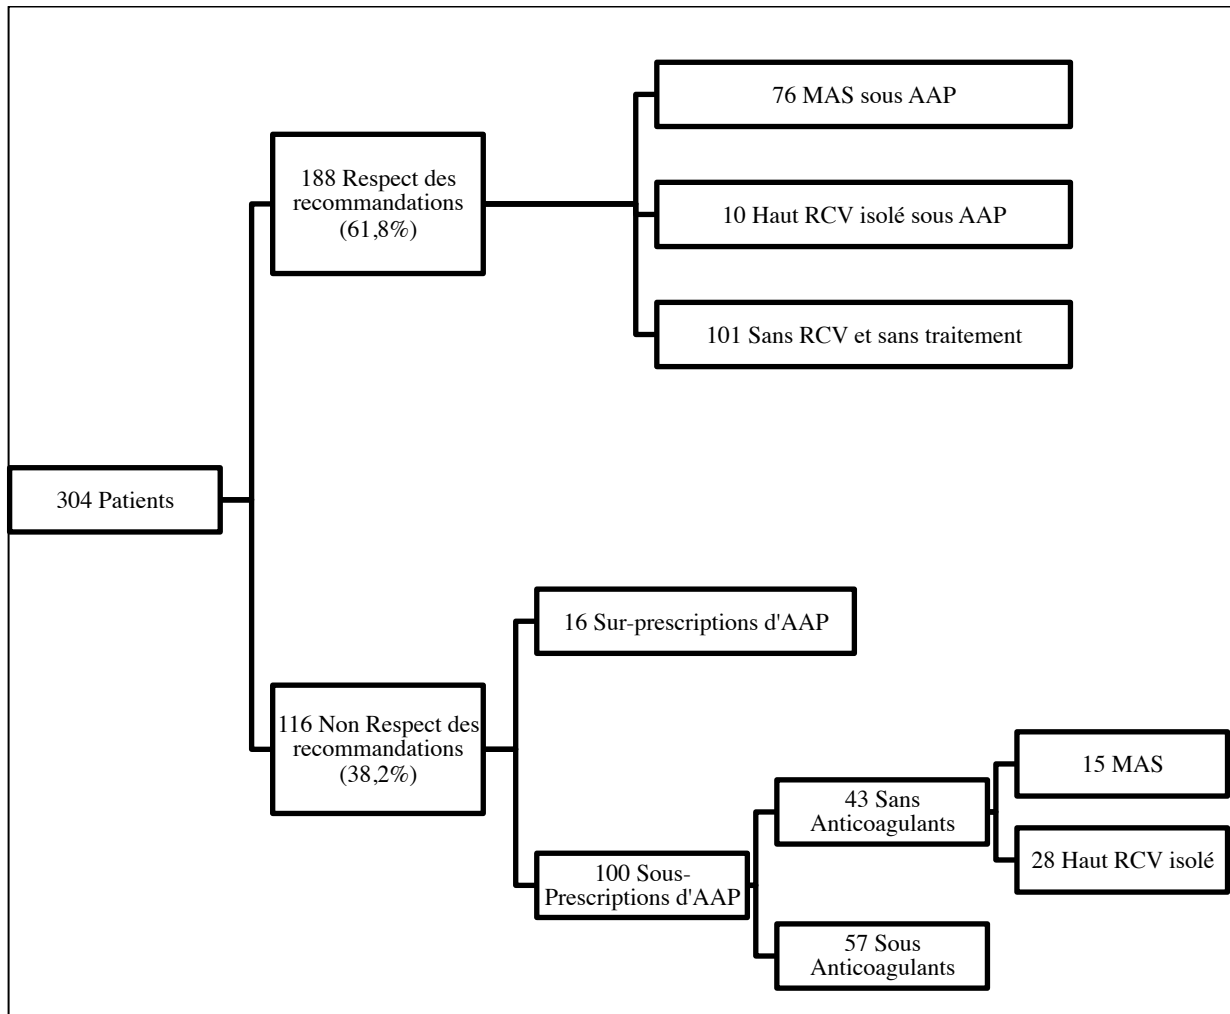 304 Patients
188 Respect des
recommandations
(61,8%)
76 MAS sous AAP
10 Haut RCV isolé sous AAP
101 Sans RCV et sans traitement
116 Non Respect des
recommandations
(38,2%)
16 Sur-prescriptions d'AAP
100 Sous-
Prescriptions d'AAP
43 Sans
Anticoagulants
15 MAS
28 Haut RCV isolé
57 Sous
Anticoagulants